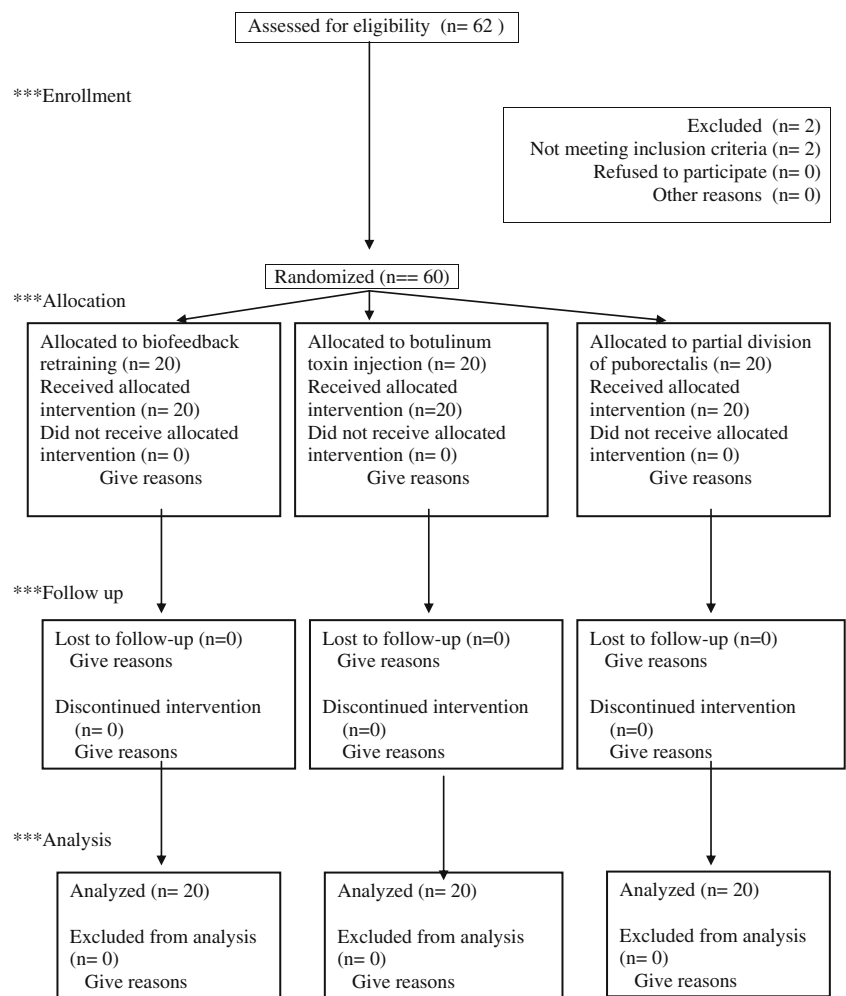 Assessed for eligibility (n= 62 )
***Enrollment
Excluded (n= 2)
Not meeting inclusion criteria (n= 2)
Refused to participate (n= 0)
Other reasons (n= 0)
Randomized (n== 60)
***Allocation
Allocated to biofeedback
retraining (n= 20)
Received allocated
intervention (n= 20)
Did not receive allocated
intervention (n= 0)
Give reasons
Allocated to botulinum
toxin injection (n= 20)
Received allocated
intervention (n=20)
Did not receive allocated
intervention (n= 0)
Give reasons
Allocated to partial division
of puborectalis (n= 20)
Received allocated
intervention (n= 20)
Did not receive allocated
intervention (n= 0)
Give reasons
***Follow up
Lost to follow-up (n=0)
Give reasons
Discontinued intervention
(n= 0)
Give reasons
Lost to follow-up (n=0)
Give reasons
Discontinued intervention
(n=0)
Give reasons
Lost to follow-up (n=0)
Give reasons
Discontinued intervention
(n=0)
Give reasons
***Analysis
Analyzed (n= 20)
Excluded from analysis
(n= 0)
Give reasons
Analyzed (n= 20)
Excluded from analysis
(n= 0)
Give reasons
Analyzed (n= 20)
Excluded from analysis
(n= 0)
Give reasons